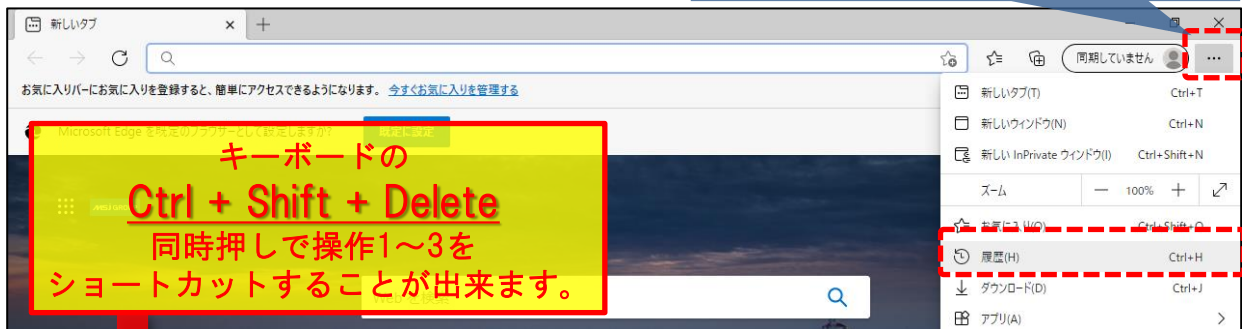 新しいタブ
同期していません
お気に入りバーにお気に入りを登録すると、簡単にアクセスできるようになります。 今すぐお気に入りを管理する
Microsoft Edge を既定のブラウザーとして設定しますか? 既定に設定
キーボードの
Ctrl + Shift + Delete
同時押しで操作1～3を
ショートカットすることが出来ます。
新しいタブ(T) Ctrl+T
新しいウィンドウ(N) Ctrl+N
新しい InPrivate ウィンドウ(I) Ctrl+Shift+N
ズーム 100%
お気に入り(O) Ctrl+Shift+O
履歴(H) Ctrl+H
ダウンロード(D) Ctrl+J
アプリ(A)